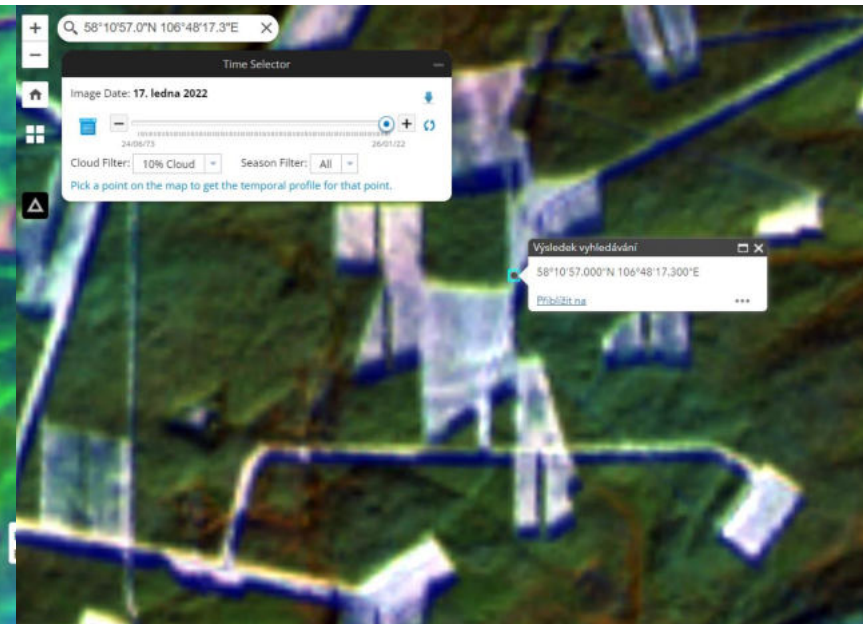 58°10'57.0"N 106°48'17.3"E
Time Selector
Image Date: 17. ledna 2022
24/06/73
26/01/22
Cloud Filter: 10% Cloud Season Filter: All
Pick a point on the map to get the temporal profile for that point.
Výsledek vyhledávání
58°10'57.000"N 106°48'17.300"E
Přiblížit na